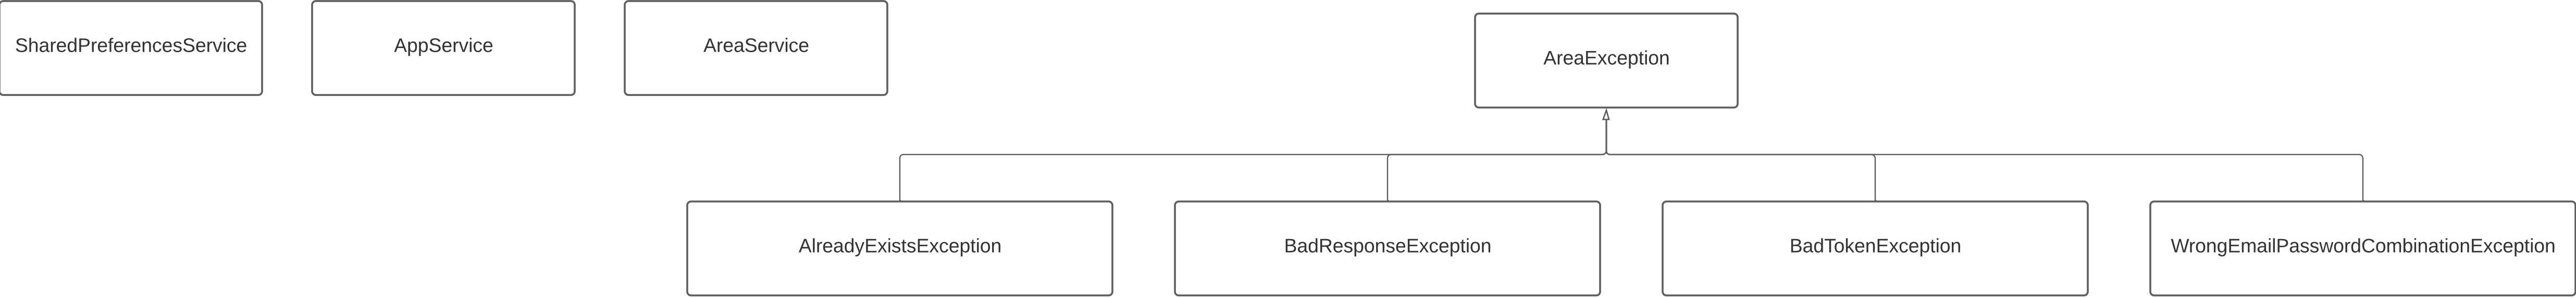 SharedPreferencesService
AppService
AreaService
AreaException
AlreadyExistsException
BadResponseException
BadTokenException
WrongEmailPasswordCombinationException